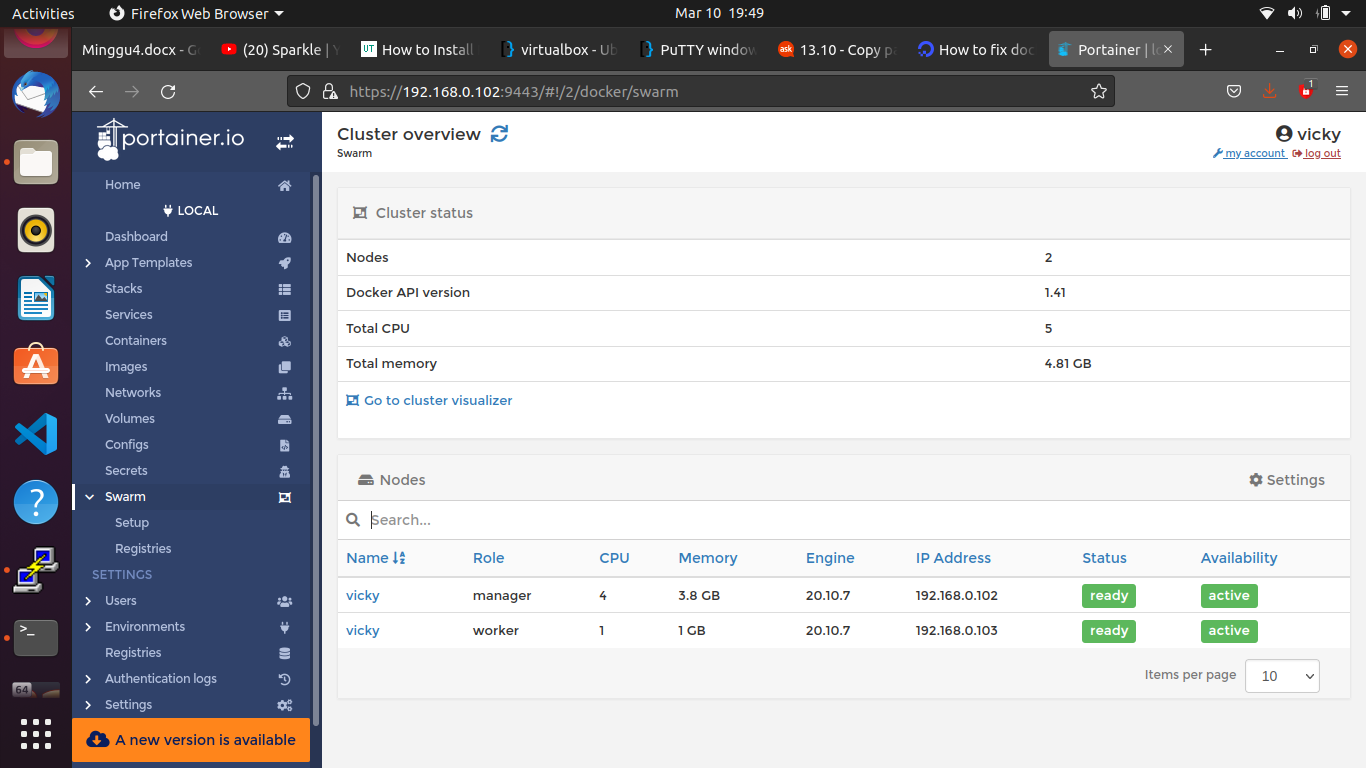 Activities Firefox Web Browser Mar 10 19:49
Minggu4.docx - G (20) Sparkle | Y How to Install virtualbox - Ub PuTTY window 13.10 - Copy pa How to fix doc Portainer | lo
https://192.168.0.102:9443/#!/2/docker/swarm
1
portainer.io
Home
LOCAL
Dashboard
App Templates
Stacks
Services
Containers
Images
Networks
Volumes
Configs
Secrets
Swarm
Setup
Registries
SETTINGS
Users
Environments
Registries
Authentication logs
Settings
A new version is available
Cluster overview
Swarm
vicky
my account log out
Cluster status
Nodes 2
Docker API version 1.41
Total CPU 5
Total memory 4.81 GB
Go to cluster visualizer
Nodes Settings
Search...
Name Role CPU Memory Engine IP Address Status Availability
vicky manager 4 3.8 GB 20.10.7 192.168.0.102 ready active
vicky worker 1 1 GB 20.10.7 192.168.0.103 ready active
Items per page 10
64